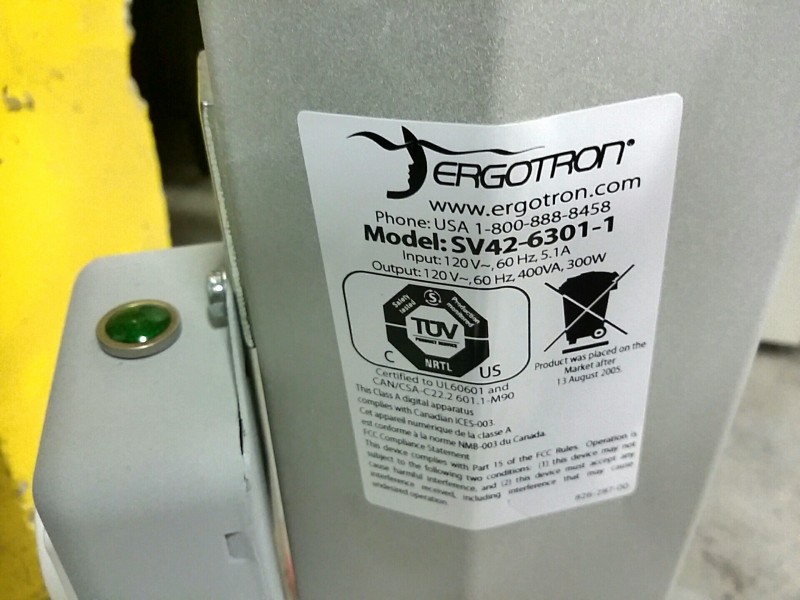 ERGOTRON®
www.ergotron.com
Phone: USA 1-800-888-8458
Model: SV42-6301-1
Input: 120 V~, 60 Hz, 5.1A
Output: 120 V~, 60 Hz, 400VA, 300W
Safety tested
S
Production monitored
TÜV
PRODUCT SERVICE
C
NRTL
US
Product was placed on the
Market after
13 August 2005.
Certified to UL60601 and
CAN/CSA-C22.2 601.1-M90
This Class A digital apparatus
complies with Canadian ICES-003.
Cet appareil numérique de la classe A
est conforme à la norme NMB-003 du Canada.
FCC Compliance Statement
This device complies with Part 15 of the FCC Rules. Operation is
subject to the following two conditions: (1) this device may not
cause harmful interference, and (2) this device must accept any
interference received, including interference that may cause
undesired operation.
826-287-00